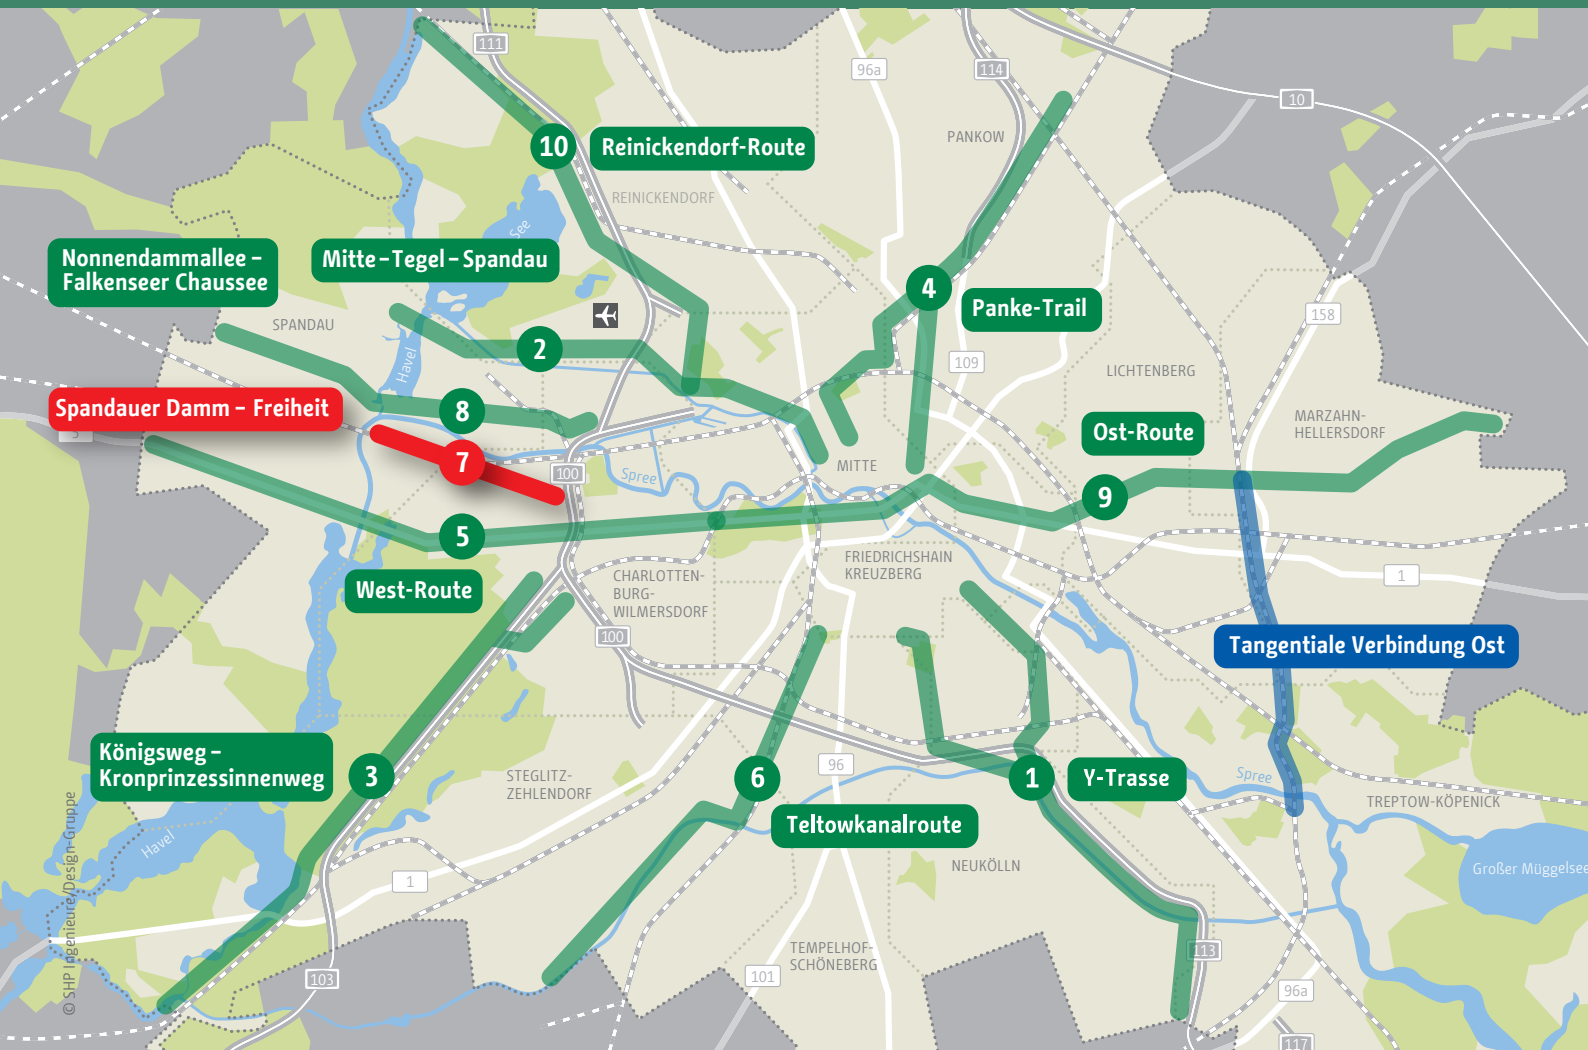 111
96a
114
10
PANKOW
10
Reinickendorf-Route
REINICKENDORF
See
Nonnendammallee –
Falkenseer Chaussee
Mitte – Tegel – Spandau
4
Panke-Trail
158
SPANDAU
2
Havel
109
LICHTENBERG
Spandauer Damm – Freiheit
8
MARZAHN-
HELLERSDORF
Ost-Route
7
100
Spree
MITTE
9
5
FRIEDRICHSHAIN
KREUZBERG
1
West-Route
CHARLOTTEN-
BURG-
WILMERSDORF
100
Tangentiale Verbindung Ost
Königsweg –
Kronprinzessinnenweg
3
STEGLITZ-
ZEHLENDORF
6
96
1
Y-Trasse
Spree
TREPTOW-KÖPENICK
Teltowkanalroute
Havel
NEUKÖLLN
Großer Müggelsee
1
TEMPELHOF-
SCHÖNEBERG
113
103
101
96a
117
© SHP Ingenieure/Design-Gruppe